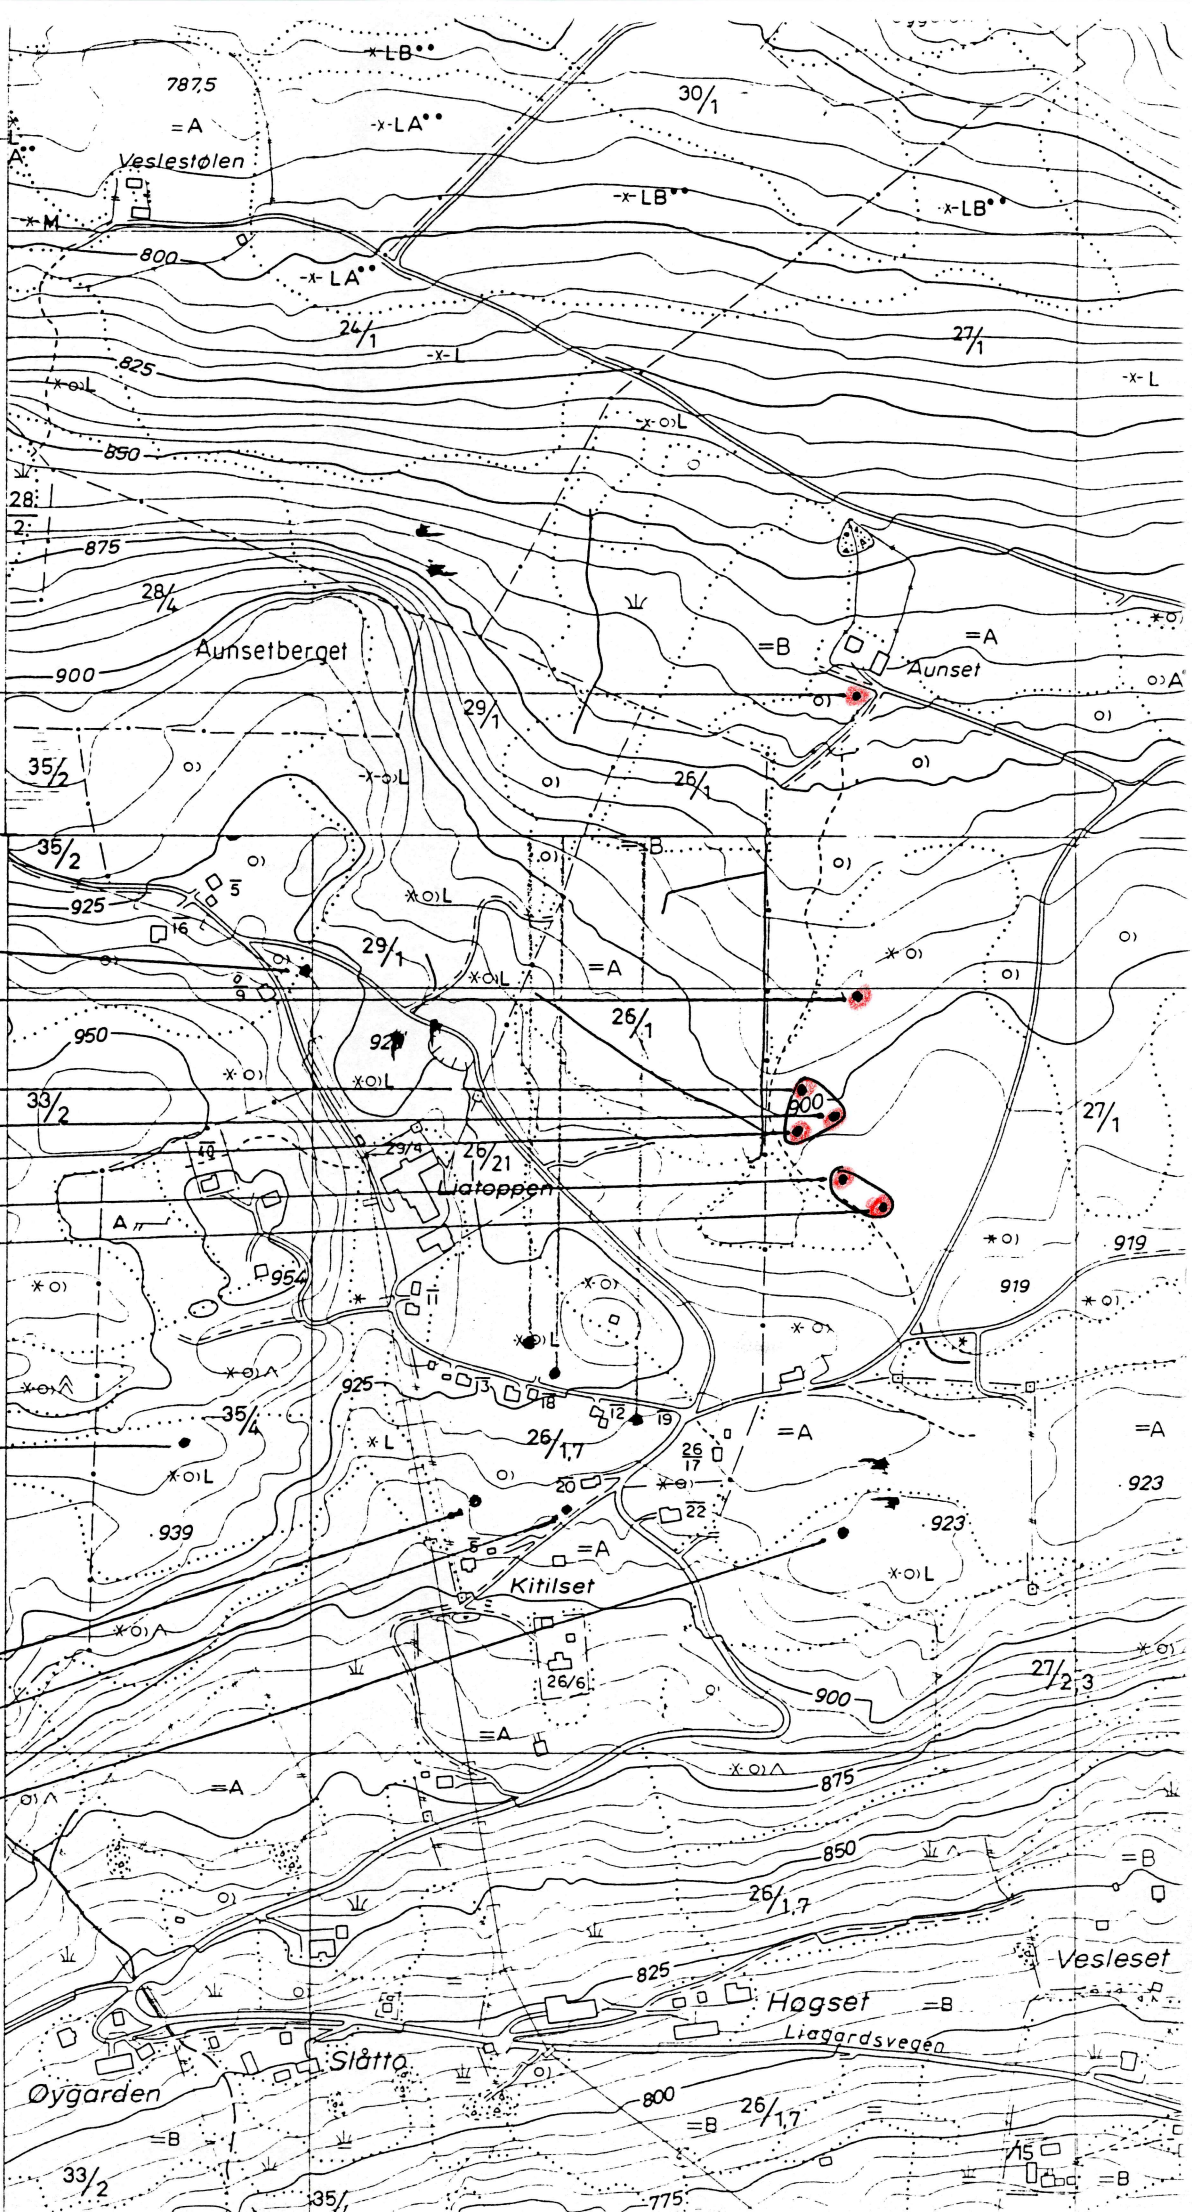 -x-LB••
787,5
30/1
=A
-x-LA••
L
A••
Veslestølen
-x-LB••
-x-LB••
-x-M
800
-x-LA••
24/1
27/1
-x-L
825
-x-L
-x-o)L
-x-o)L
850
28
2
875
28/4
=B
=A
Aunsetberget
Aunset
900
o)A
o)
29/1
o)
35/2
o)
-x-o)L
o)
26/1
o)
35/2
=B
o)
o)
o)
5
925
*o)L
16
29/1
o)
*o)
o)
o)
*o)L
=A
o)
9
26/1
950
*o)
*o)L
900
33/2
27/1
40
29/4
26/21
Liatoppen
A
*o)
919
954
*o)
*o)
919
*o)
11
*
*o)L
*o)
*
*o)
925
13
18
35/4
12
19
=A
=A
*L
26/1,7
26
17
*o)L
o)
20
*o)
923
22
939
923
5
=A
*o)L
Kitilset
*o)
26/6
27/2,3
o)
900
=A
*o)
875
=A
o)
850
=B
o)
26/1,7
825
Vesleset
o)
Høgset
=B
Liagardsvegen
Slåtto
o)
Øygarden
800
26/1,7
=B
=B
/15
33/2
=B
35/
775